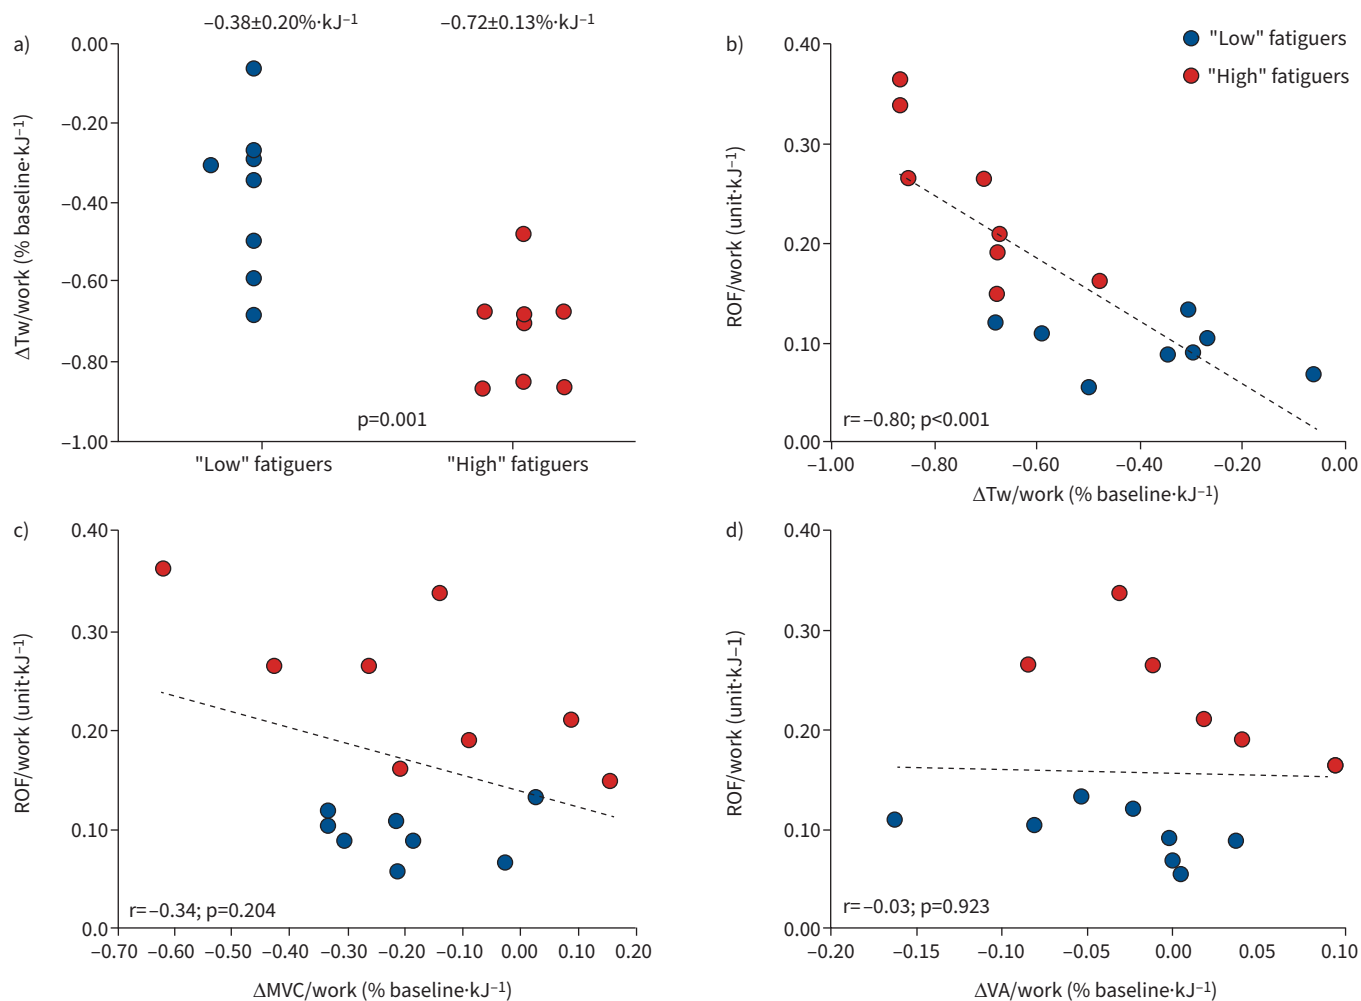 −0.38±0.20%·kJ⁻¹ −0.72±0.13%·kJ⁻¹
a)
0.00
−0.20
−0.40
−0.60
−0.80
−1.00
ΔTw/work (% baseline·kJ⁻¹)
p=0.001
"Low" fatiguers "High" fatiguers
b)
"Low" fatiguers
"High" fatiguers
0.40
0.30
0.20
0.10
0.00
ROF/work (unit·kJ⁻¹)
r=−0.80; p<0.001
−1.00 −0.80 −0.60 −0.40 −0.20 0.00
ΔTw/work (% baseline·kJ⁻¹)
c)
0.40
0.30
0.20
0.10
0.0
ROF/work (unit·kJ⁻¹)
r=−0.34; p=0.204
−0.70 −0.60 −0.50 −0.40 −0.30 −0.20 −0.10 0.00 0.10 0.20
ΔMVC/work (% baseline·kJ⁻¹)
d)
0.40
0.30
0.20
0.10
0.00
ROF/work (unit·kJ−1)
r=−0.03; p=0.923
−0.20 −0.15 −0.10 −0.05 0.00 0.05 0.10
ΔVA/work (% baseline·kJ⁻¹)